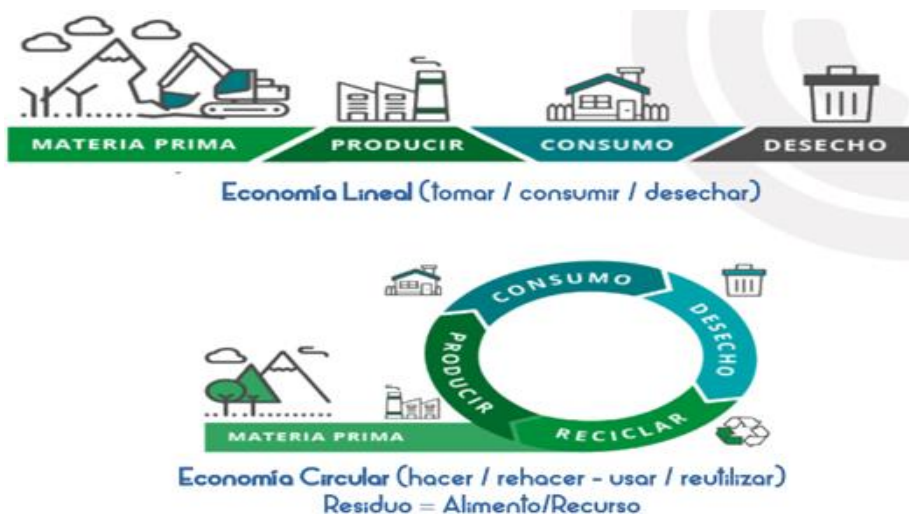 MATERIA PRIMA PRODUCIR CONSUMO DESECHO
Economía Lineal (tomar / consumir / desechar)
CONSUMO
DESECHO
PRODUCIR
RECICLAR
MATERIA PRIMA
Economía Circular (hacer / rehacer - usar / reutilizar)
Residuo = Alimento/Recurso